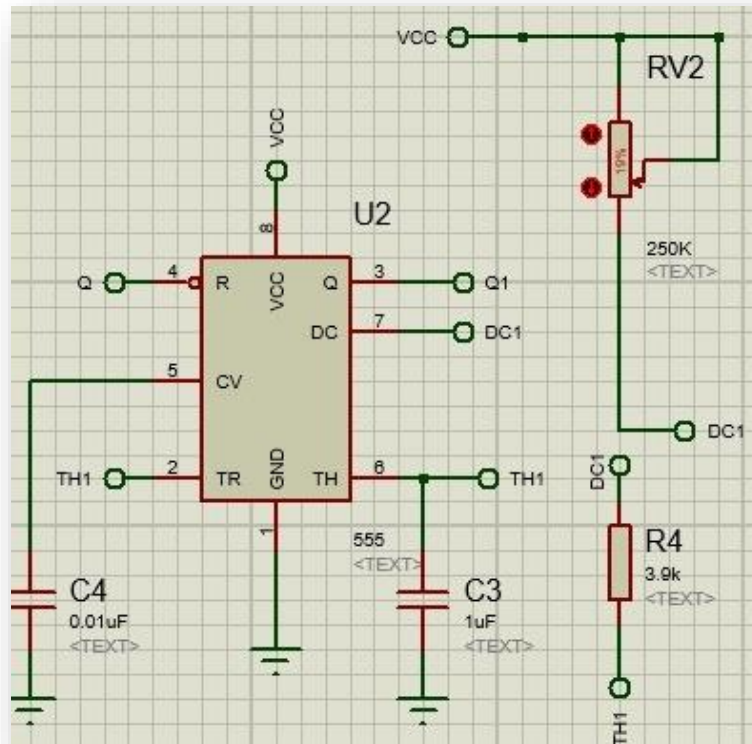 VCC
RV2
VCC
19%
8
U2
250K
<TEXT>
Q
4
R
VCC
Q
3
Q1
DC
7
DC1
5
CV
DC1
TH1
2
TR
GND
TH
6
TH1
DC1
1
555
<TEXT>
R4
3.9k
<TEXT>
C4
0.01uF
<TEXT>
C3
1uF
<TEXT>
TH1